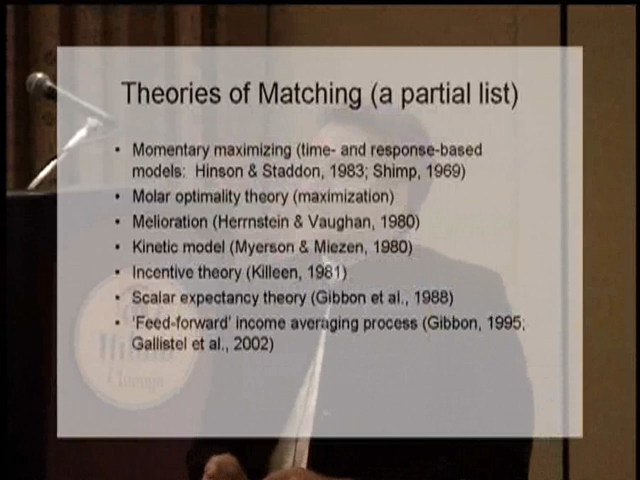 Theories of Matching (a partial list)
• Momentary maximizing (time- and response-based
models: Hinson & Staddon, 1983; Shimp, 1969)
• Molar optimality theory (maximization)
• Melioration (Herrnstein & Vaughan, 1980)
• Kinetic model (Myerson & Miezen, 1980)
• Incentive theory (Killeen, 1981)
• Scalar expectancy theory (Gibbon et al., 1988)
• 'Feed-forward' income averaging process (Gibbon, 1995;
Gallistel et al., 2002)
Hilton
Chicago